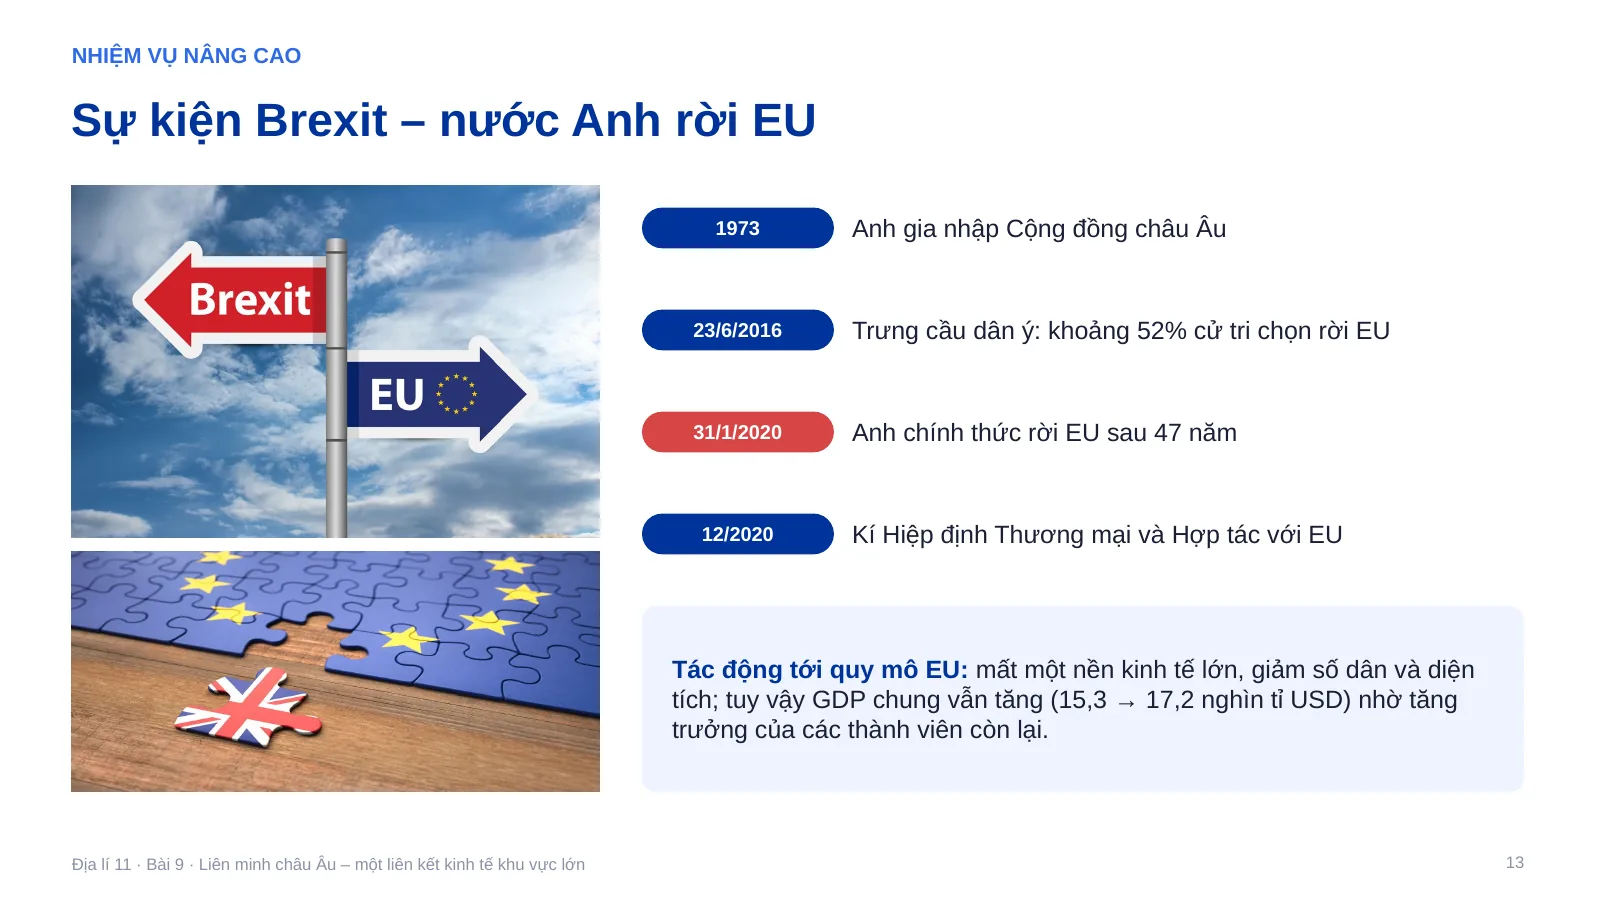 NHIỆM VỤ NÂNG CAO
Sự kiện Brexit – nước Anh rời EU
Brexit
EU
1973 Anh gia nhập Cộng đồng châu Âu
23/6/2016 Trưng cầu dân ý: khoảng 52% cử tri chọn rời EU
31/1/2020 Anh chính thức rời EU sau 47 năm
12/2020 Kí Hiệp định Thương mại và Hợp tác với EU
Tác động tới quy mô EU: mất một nền kinh tế lớn, giảm số dân và diện
tích; tuy vậy GDP chung vẫn tăng (15,3 → 17,2 nghìn tỉ USD) nhờ tăng
trưởng của các thành viên còn lại.
Địa lí 11 · Bài 9 · Liên minh châu Âu – một liên kết kinh tế khu vực lớn
13